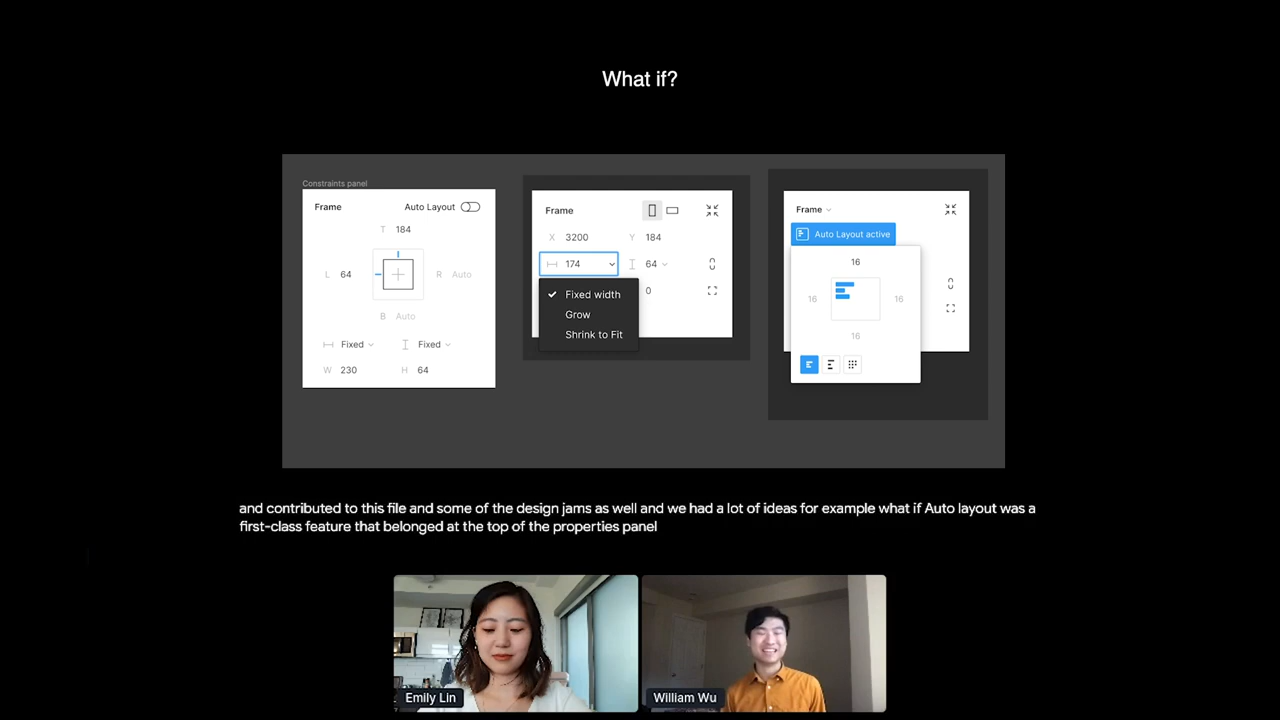 What if?
Constraints panel
Frame
Auto Layout
T 184
L 64
R Auto
B Auto
Fixed
Fixed
W 230
H 64
Frame
X 3200
Y 184
174
64
0
Fixed width
Grow
Shrink to Fit
Frame
Auto Layout active
16
16
16
16
and contributed to this file and some of the design jams as well and we had a lot of ideas for example what if Auto layout was a
first-class feature that belonged at the top of the properties panel
Emily Lin
William Wu